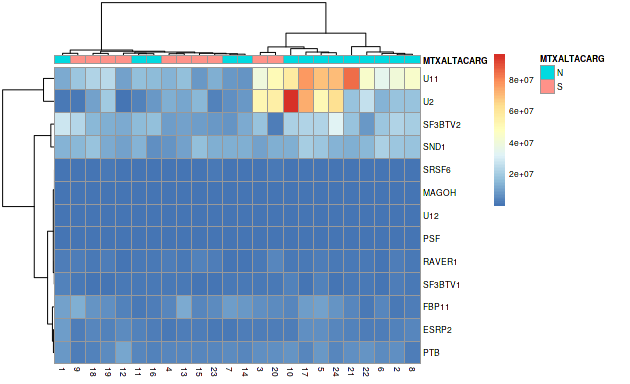 MTXALTACARG
U11
U2
SF3BTV2
SND1
SRSF6
MAGOH
U12
PSF
RAVER1
SF3BTV1
FBP11
ESRP2
PTB
1 9 18 19 12 11 16 4 13 15 23 7 14 3 20 10 17 5 24 21 22 6 2 8
8e+07
6e+07
4e+07
2e+07
MTXALTACARG
N
S